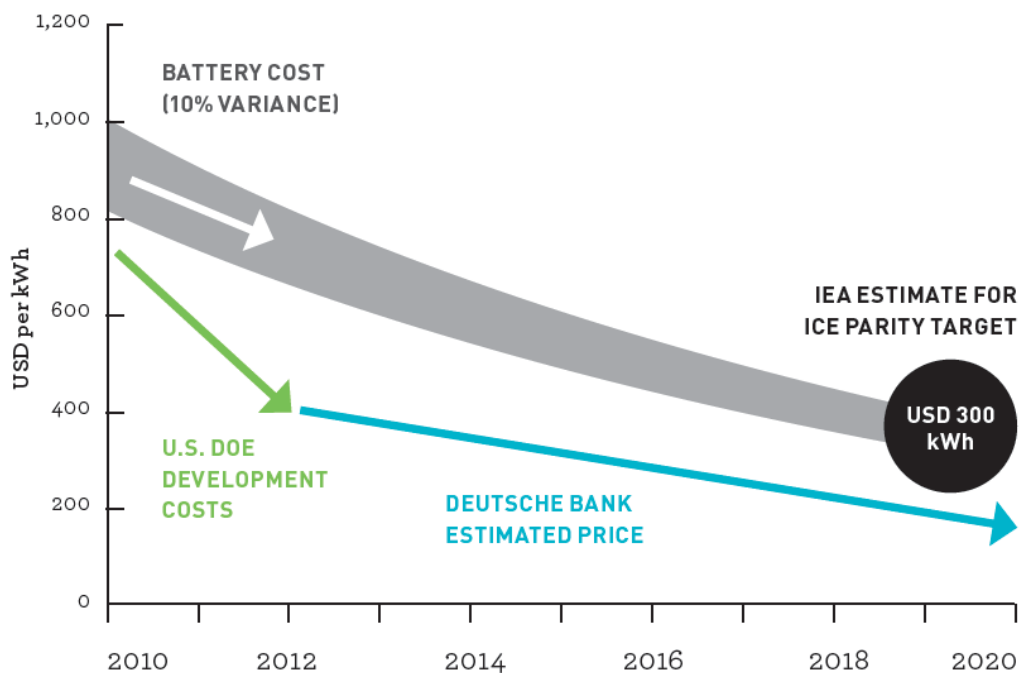 1,200
BATTERY COST
(10% VARIANCE)
1,000
800
600
400
200
0
USD per kWh
IEA ESTIMATE FOR
ICE PARITY TARGET
USD 300
kWh
U.S. DOE
DEVELOPMENT
COSTS
DEUTSCHE BANK
ESTIMATED PRICE
2010 2012 2014 2016 2018 2020